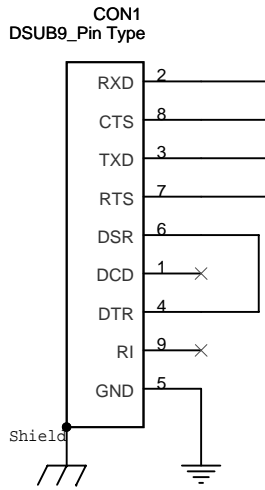 CON1
DSUB9_Pin Type
RXD 2
CTS 8
TXD 3
RTS 7
DSR 6
DCD 1
DTR 4
RI 9
GND 5
Shield